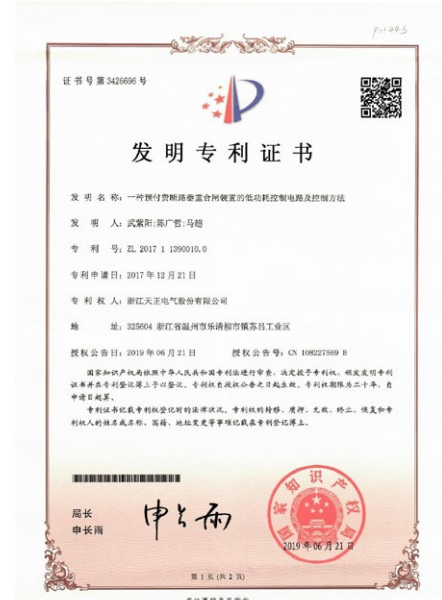 P11443
证书号第3426696号
发明专利证书
发明名称：一种预付费断路器重合闸装置的低功耗控制电路及控制方法
发明人：武紫阳;陈广哲;马超
专利号：ZL 2017 1 1390010.0
专利申请日：2017年12月21日
专利权人：浙江天正电气股份有限公司
地址：325604 浙江省温州市乐清柳市镇苏吕工业区
授权公告日：2019年06月21日 授权公告号：CN 108227569 B
国家知识产权局依照中华人民共和国专利法进行审查，决定授予专利权，颁发发明专利
证书并在专利登记簿上予以登记。专利权自授权公告之日起生效。专利权期限为二十年，自
申请日起算。
专利证书记载专利权登记时的法律状况。专利权的转移、质押、无效、终止、恢复和专
利权人的姓名或名称、国籍、地址变更等事项记载在专利登记簿上。
局长
申长雨
申长雨
国家知识产权局
2019年06月21日
第1页(共2页)